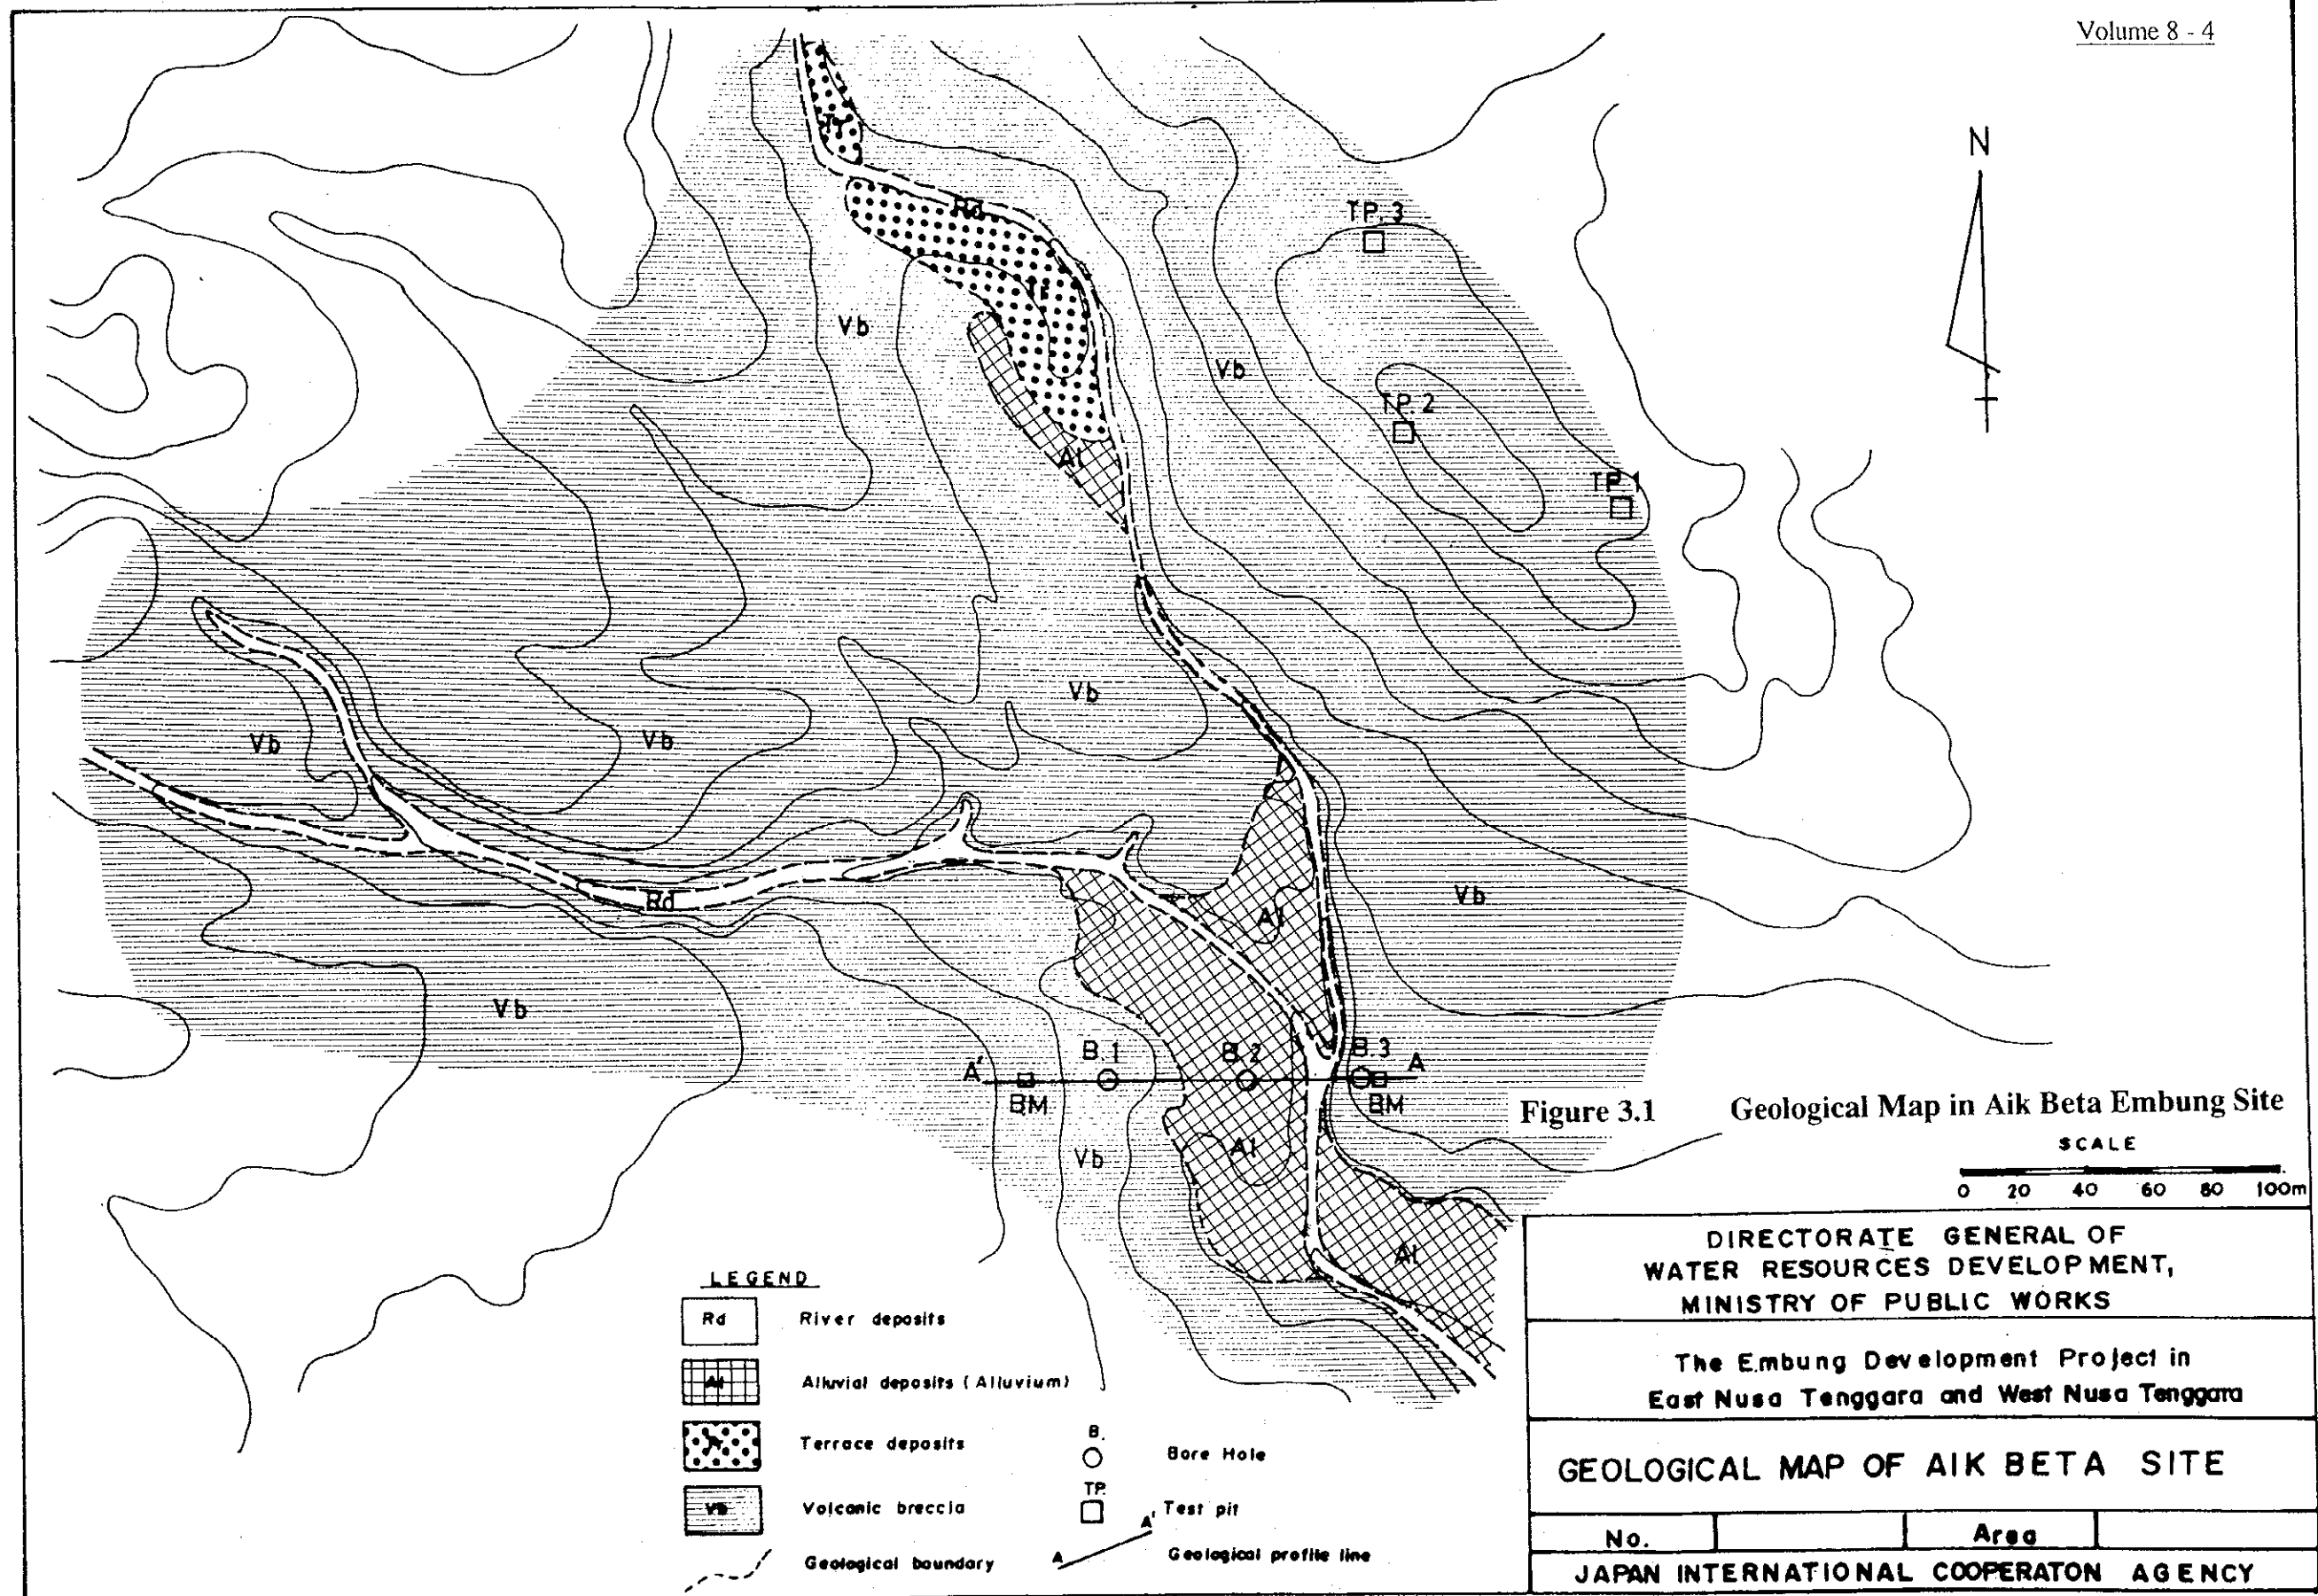 Volume 8 - 4
N
Tr
Rd
TP. 3
Tr
Vb
Vb
TP. 2
Al
TP. 1
Vb
Vb
Vb
Rd
Vb
Al
Vb
B.1
B.2
B.3
A'
A
BM
BM
Figure 3.1 Geological Map in Aik Beta Embung Site
SCALE
0 20 40 60 80 100m
Vb
Al
Al
DIRECTORATE GENERAL OF
WATER RESOURCES DEVELOPMENT,
MINISTRY OF PUBLIC WORKS
The Embung Development Project in
East Nusa Tenggara and West Nusa Tenggara
GEOLOGICAL MAP OF AIK BETA SITE
No. Area
JAPAN INTERNATIONAL COOPERATON AGENCY
LEGEND
Rd River deposits
Al Alluvial deposits (Alluvium)
Tr Terrace deposits
Vb Volcanic breccia
Geological boundary
B. Bore Hole
TP. Test pit
A A' Geological profile line